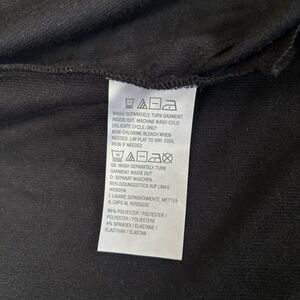 WASH SEPARATELY. TURN GARMENT
INSIDE OUT. MACHINE WASH COLD
DELICATE CYCLE. ONLY
NON-CHLORINE BLEACH WHEN
NEEDED. LAY FLAT TO DRY. COOL
IRON IF NEEDED
GB: WASH SEPARATELY. TURN
GARMENT INSIDE OUT
D: SEPARAT WASCHEN.
BEKLEIDUNGSSTÜCK AUF LINKS
WENDEN
I: LAVARE SEPARATAMENTE, METTERE
IL CAPO AL ROVESCIO
96% POLYESTER / POLYESTER /
POLYESTER / POLIESTERE
4% SPANDEX / ELASTANE /
ELASTHAN / ELASTAN